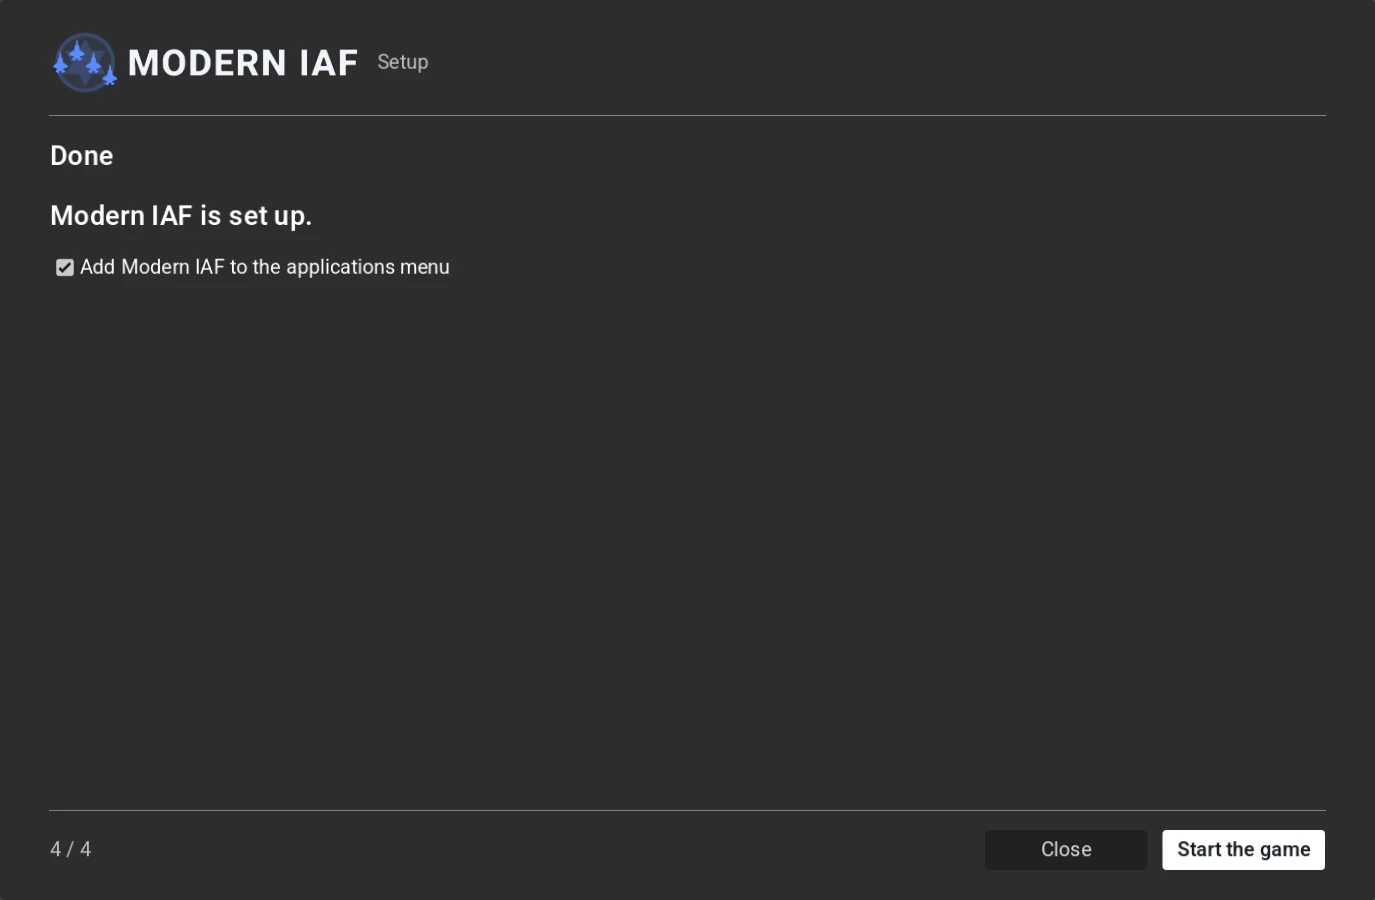 MODERN IAF Setup
Done
Modern IAF is set up.
Add Modern IAF to the applications menu
4 / 4
Close
Start the game